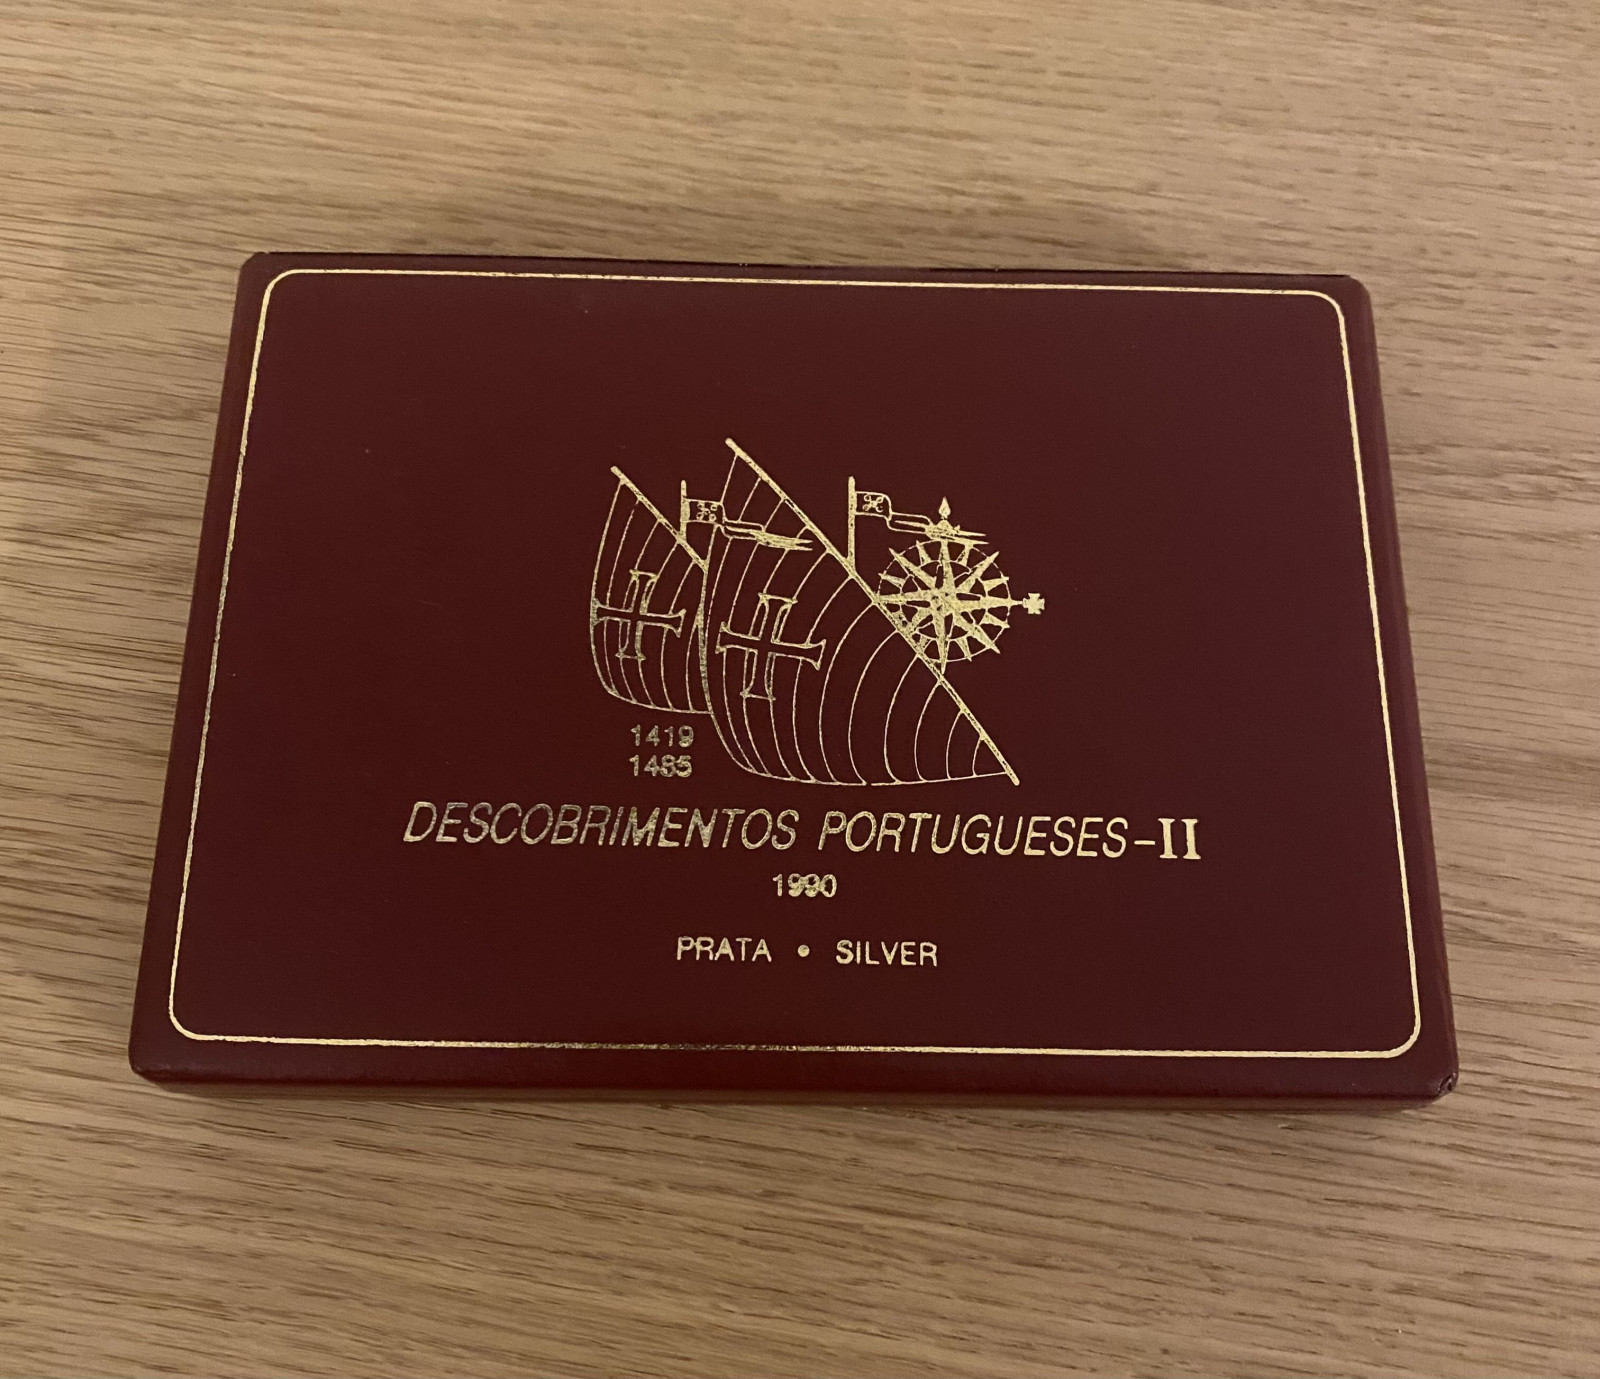 1419
1485
DESCOBRIMENTOS PORTUGUESES-II
1990
PRATA • SILVER